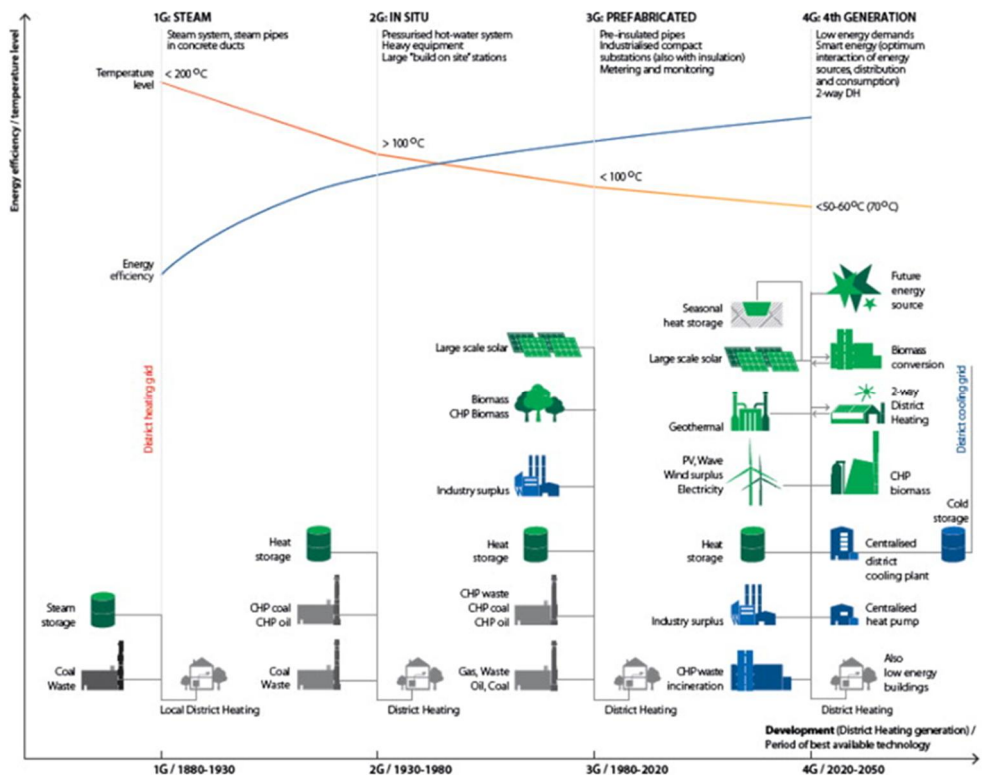 1G: STEAM
Steam system, steam pipes
in concrete ducts
2G: IN SITU
Pressurised hot-water system
Heavy equipment
Large "build on site" stations
3G: PREFABRICATED
Pre-insulated pipes
Industrialised compact
substations (also with insulation)
Metering and monitoring
4G: 4th GENERATION
Low energy demands
Smart energy (optimum
interaction of energy
sources, distribution
and consumption)
2-way DH
Energy efficiency / temperature level
Temperature
level
< 200 °C
> 100 °C
< 100 °C
<50-60°C (70°C)
Energy
efficiency
District heating grid
Steam
storage
Coal
Waste
Local District Heating
Heat
storage
CHP coal
CHP oil
Coal
Waste
District Heating
Large scale solar
Biomass
CHP Biomass
Industry surplus
Heat
storage
CHP waste
CHP coal
CHP oil
Gas, Waste
Oil, Coal
District Heating
Seasonal
heat storage
Large scale solar
Geothermal
PV, Wave
Wind surplus
Electricity
Heat
storage
Industry surplus
CHP waste
incineration
Future
energy
source
Biomass
conversion
2-way
District
Heating
CHP
biomass
District cooling grid
Cold
storage
Centralised
district
cooling plant
Centralised
heat pump
Also
low energy
buildings
District Heating
Development (District Heating generation) /
Period of best available technology
1G / 1880-1930
2G / 1930-1980
3G / 1980-2020
4G / 2020-2050